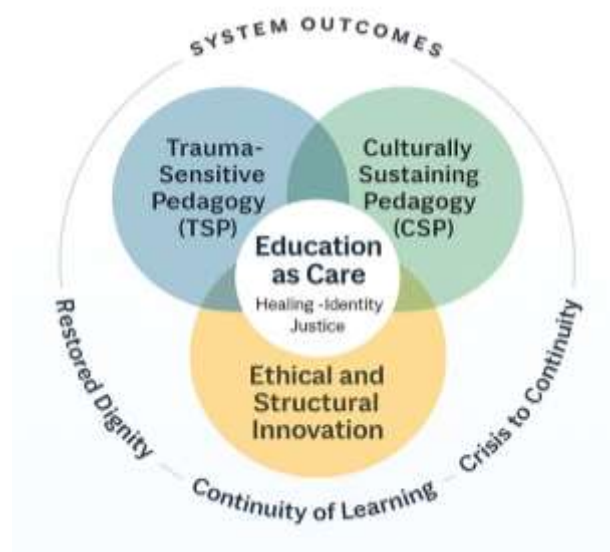 SYSTEM OUTCOMES
Trauma-
Sensitive
Pedagogy
(TSP)
Culturally
Sustaining
Pedagogy
(CSP)
Education
as Care
Healing -Identity
Justice
Ethical and
Structural
Innovation
Restored Dignity
Continuity of Learning
Crisis to Continuity